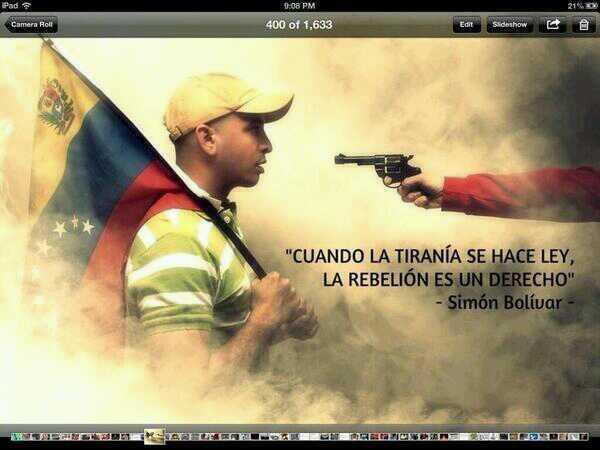 iPad 9:08 PM 21%
Camera Roll 400 of 1,633 Edit Slideshow
"CUANDO LA TIRANÍA SE HACE LEY,
LA REBELIÓN ES UN DERECHO"
- Simón Bolívar -